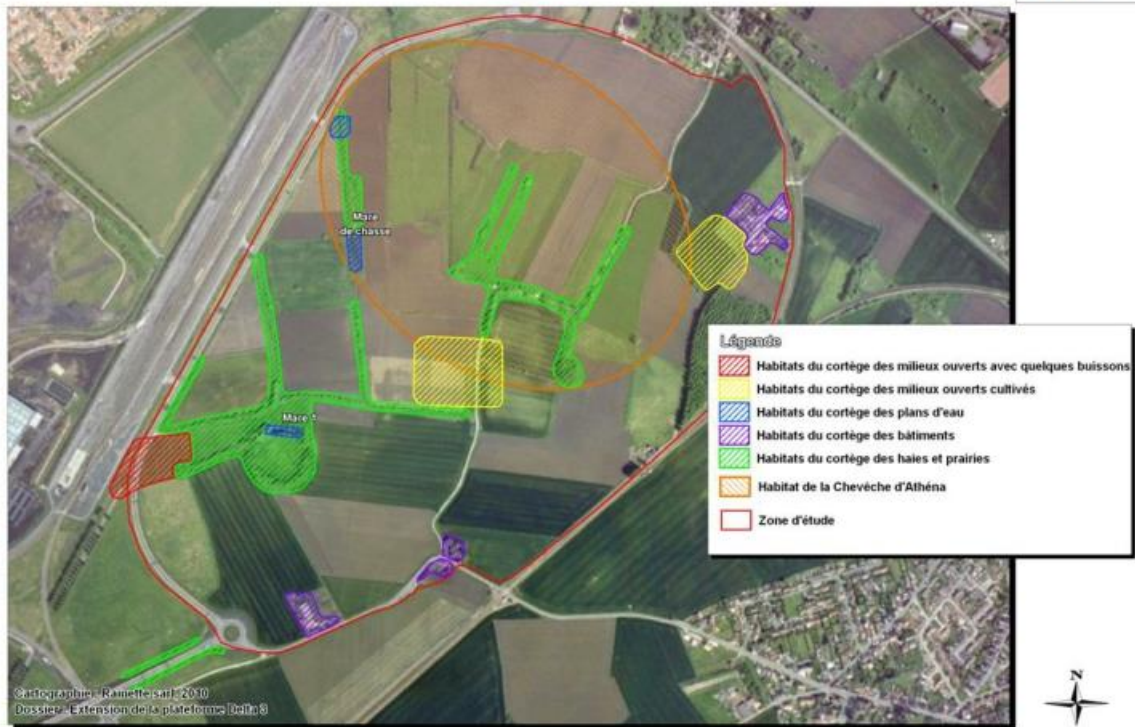 Mare
de chasse
Mare 1
Légende
Habitats du cortège des milieux ouverts avec quelques buissons
Habitats du cortège des milieux ouverts cultivés
Habitats du cortège des plans d'eau
Habitats du cortège des bâtiments
Habitats du cortège des haies et prairies
Habitat de la Chevêche d'Athéna
Zone d'étude
Cartographie : Rainette sarl, 2010
Dossier : Extension de la plateforme Delta 3
N